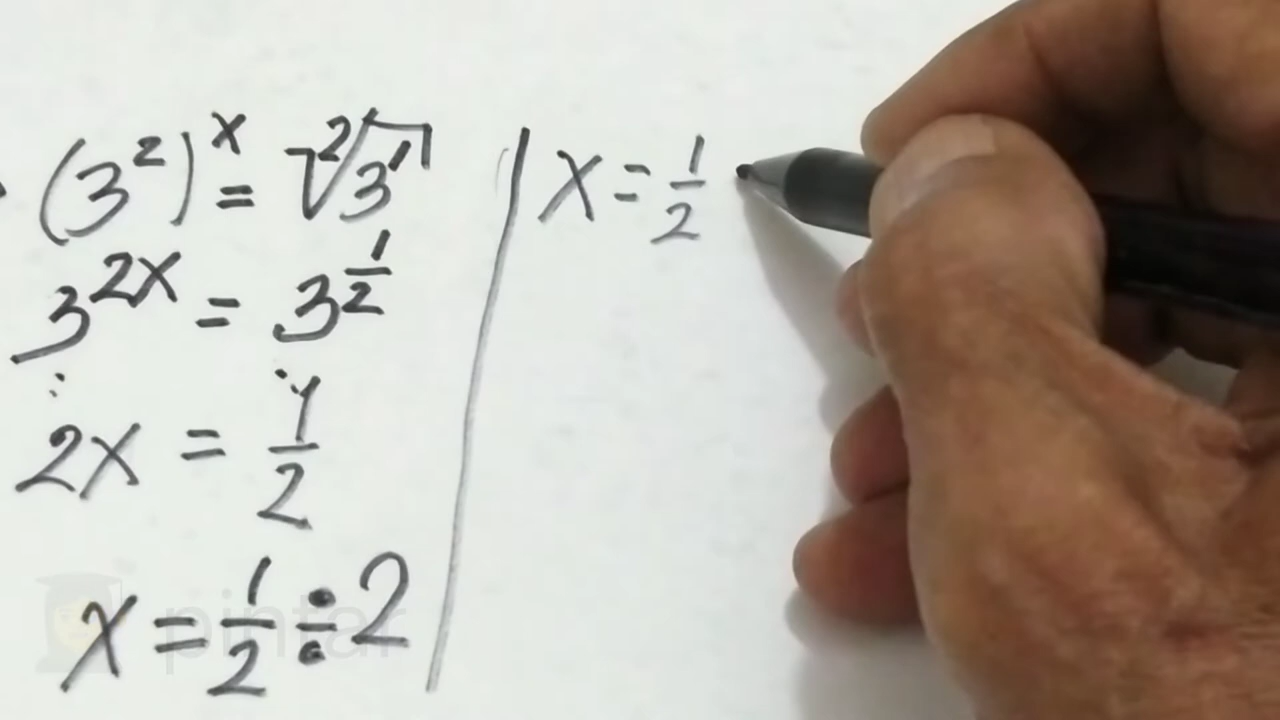 (3²)ˣ = ²√3¹
3²ˣ = 3^½
2x = 1/2
x = 1/2 ÷ 2
x = 1/2
pintar